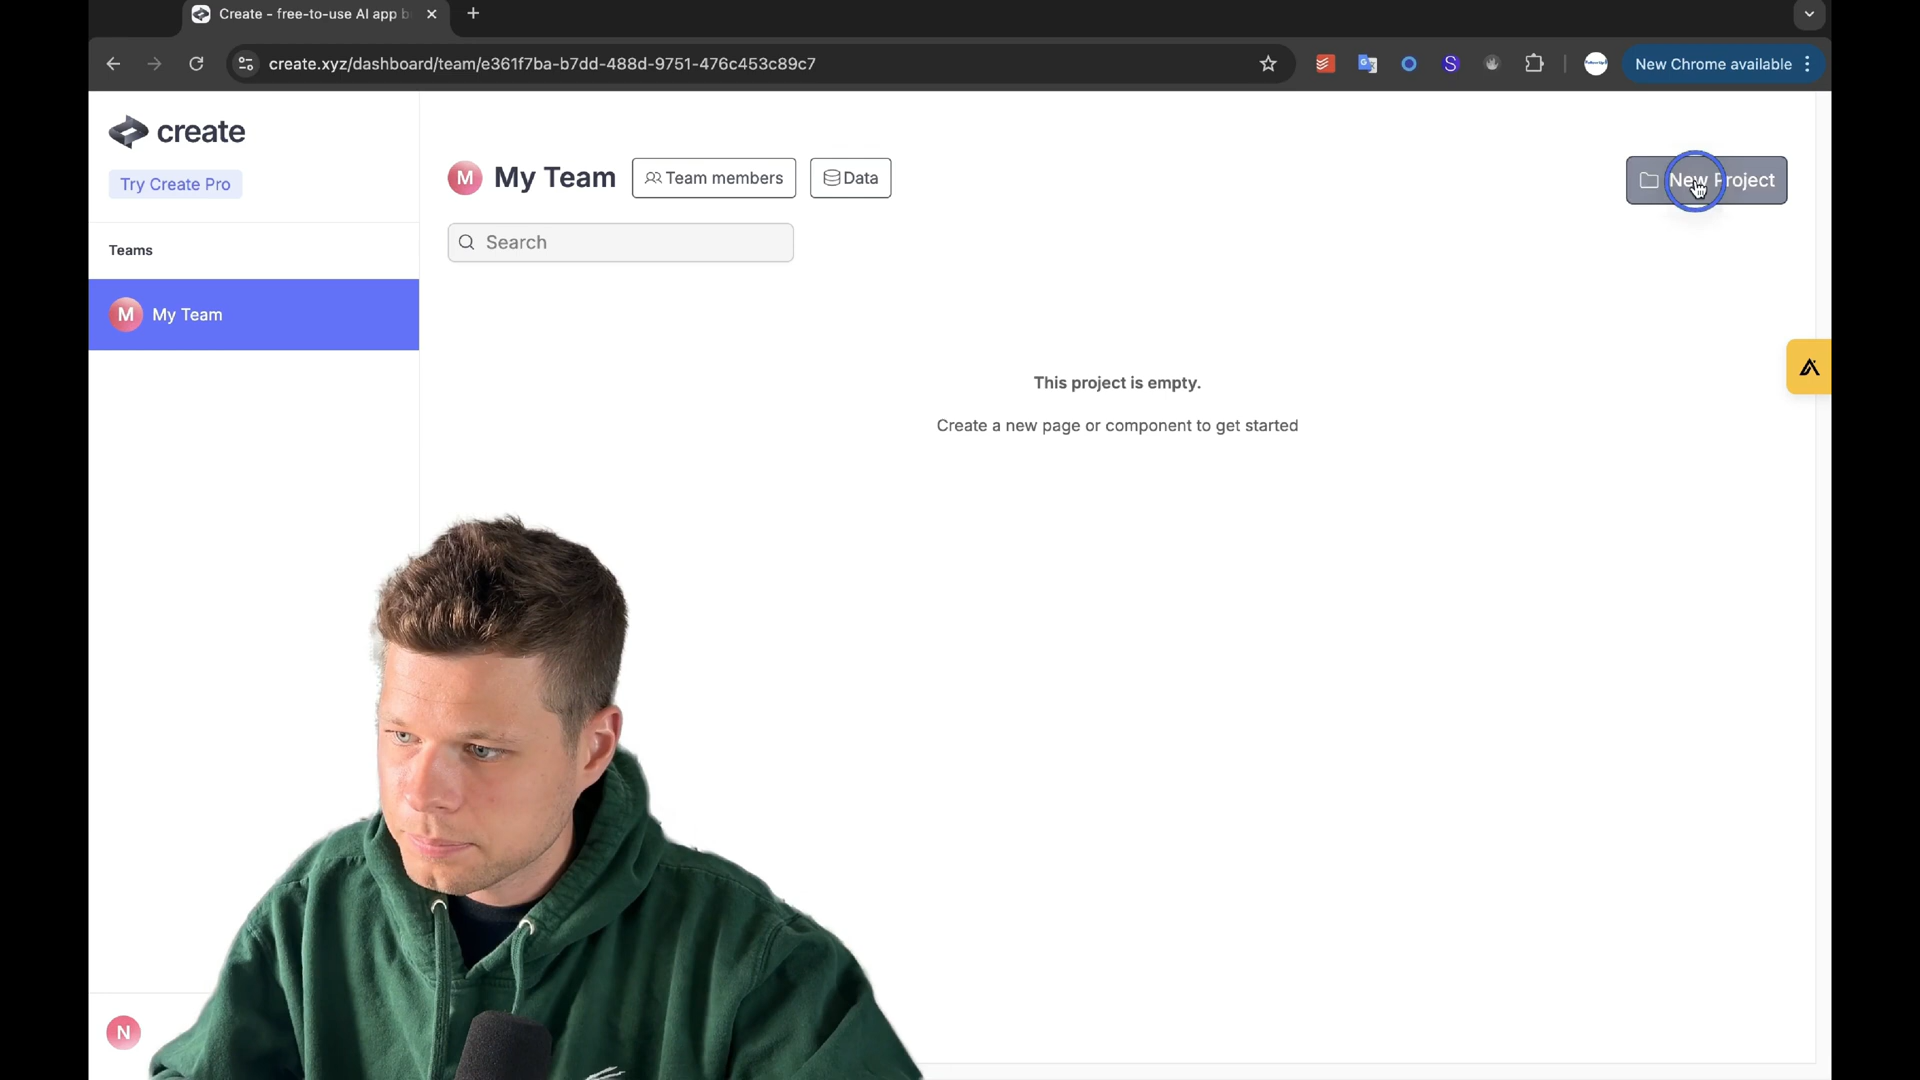 Create - free-to-use AI app b
create.xyz/dashboard/team/e361f7ba-b7dd-488d-9751-476c453c89c7
S
New Chrome available
create
Try Create Pro
M My Team
Team members
Data
New Project
Search
Teams
M My Team
This project is empty.
Create a new page or component to get started
N